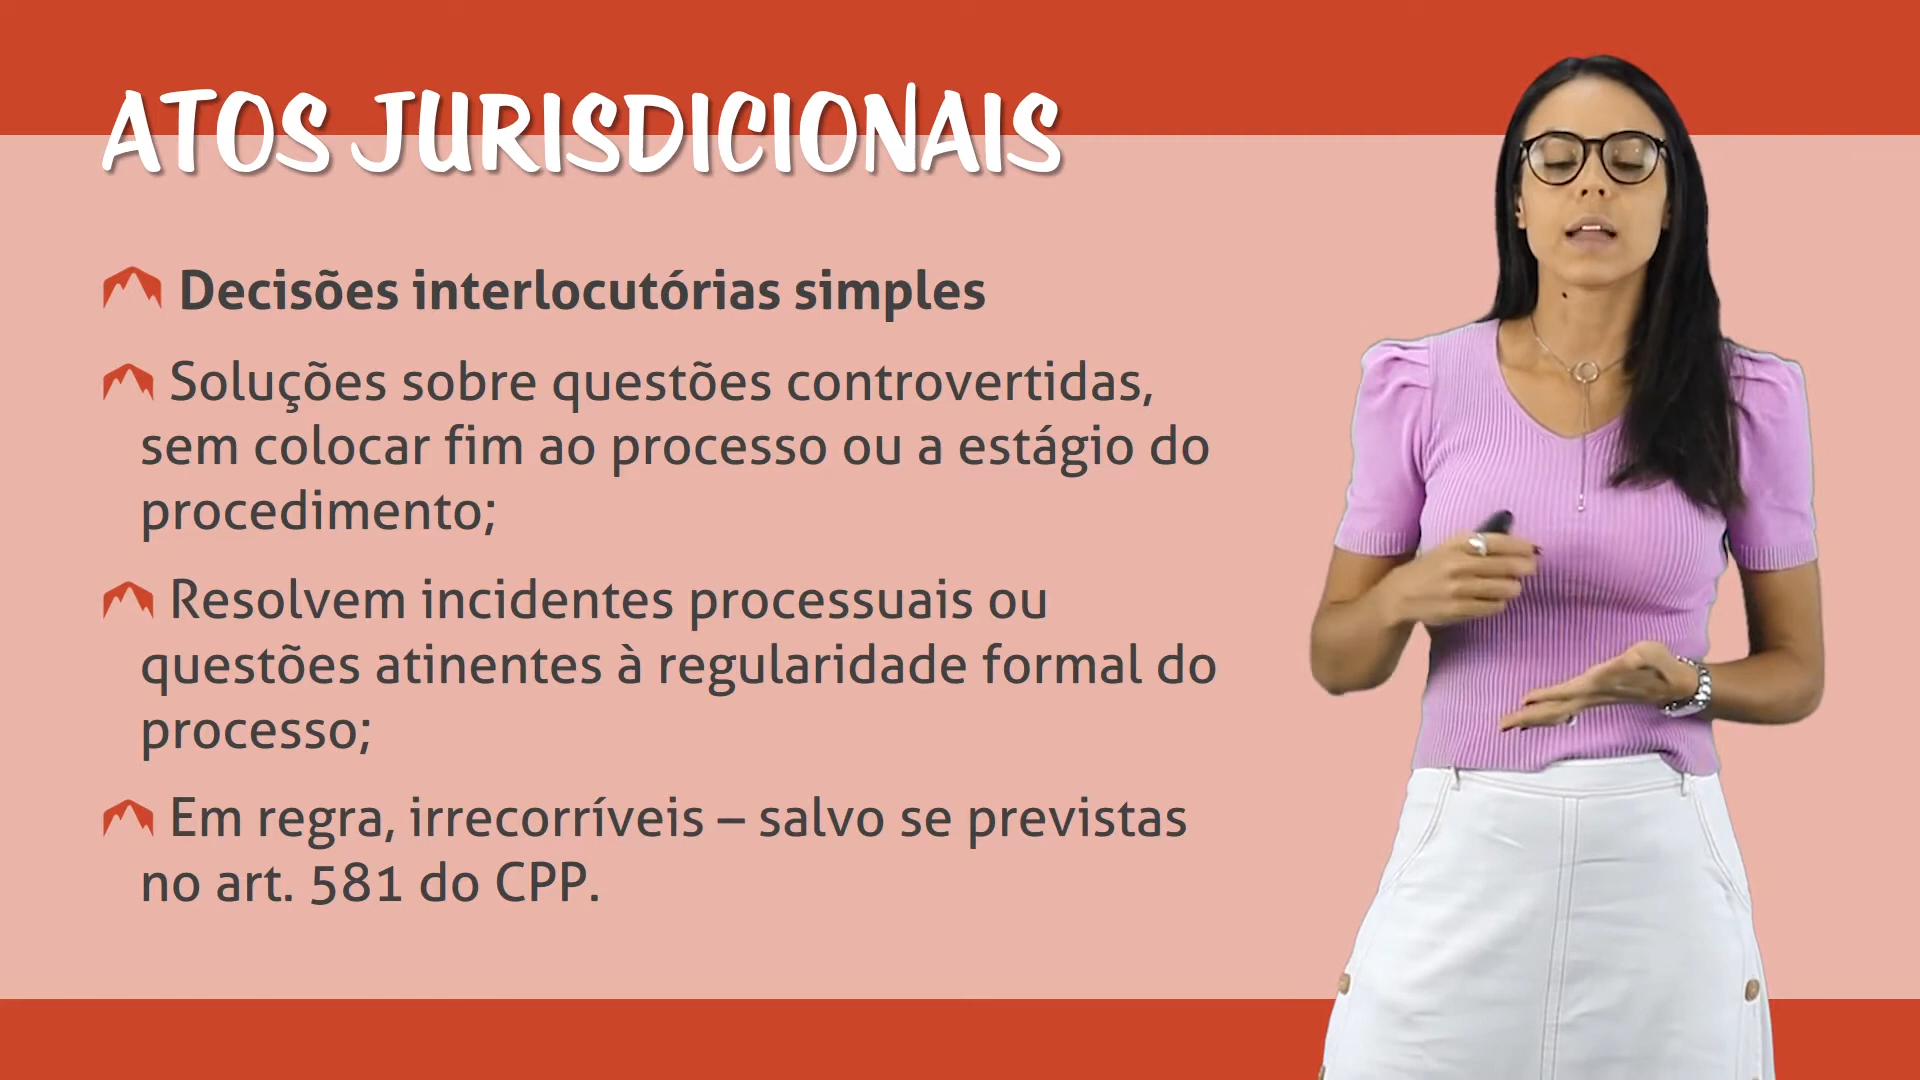 ATOS JURISDICIONAIS
Decisões interlocutórias simples
Soluções sobre questões controvertidas,
sem colocar fim ao processo ou a estágio do
procedimento;
Resolvem incidentes processuais ou
questões atinentes à regularidade formal do
processo;
Em regra, irrecorríveis – salvo se previstas
no art. 581 do CPP.